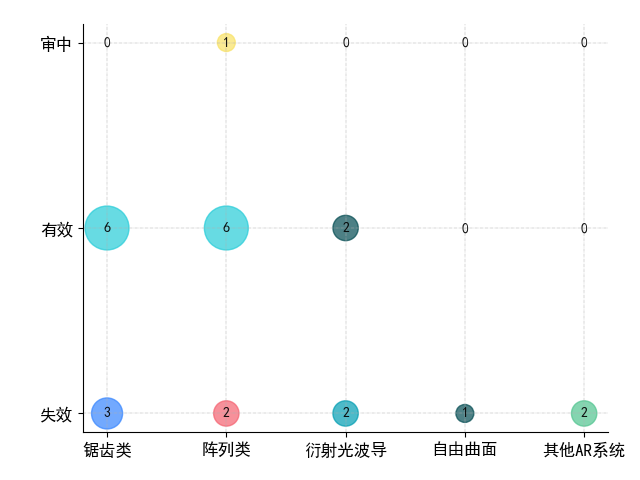 审中 0 1 0 0 0
有效 6 6 2 0 0
失效 3 2 2 1 2
锯齿类 阵列类 衍射光波导 自由曲面 其他AR系统